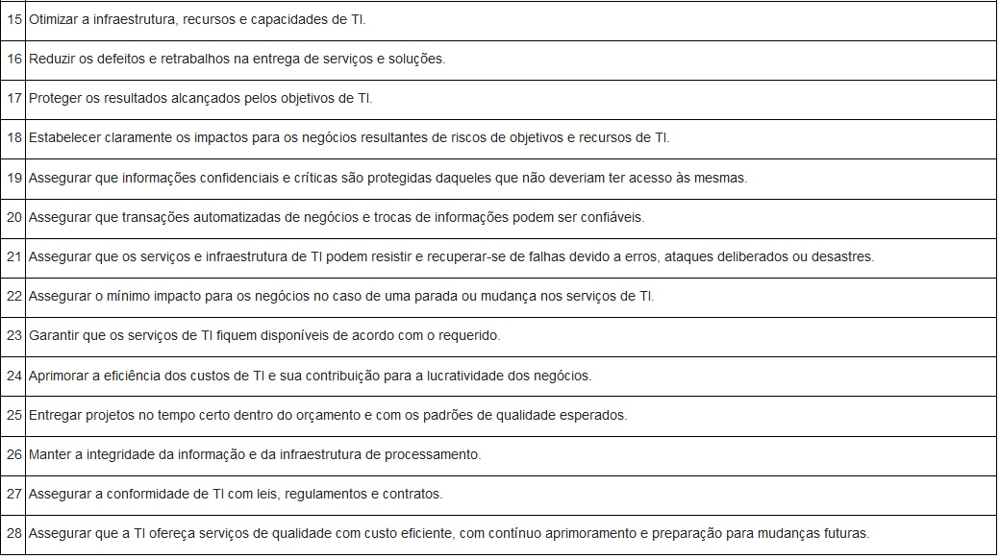 15 Otimizar a infraestrutura, recursos e capacidades de TI.
16 Reduzir os defeitos e retrabalhos na entrega de serviços e soluções.
17 Proteger os resultados alcançados pelos objetivos de TI.
18 Estabelecer claramente os impactos para os negócios resultantes de riscos de objetivos e recursos de TI.
19 Assegurar que informações confidenciais e críticas são protegidas daqueles que não deveriam ter acesso às mesmas.
20 Assegurar que transações automatizadas de negócios e trocas de informações podem ser confiáveis.
21 Assegurar que os serviços e infraestrutura de TI podem resistir e recuperar-se de falhas devido a erros, ataques deliberados ou desastres.
22 Assegurar o mínimo impacto para os negócios no caso de uma parada ou mudança nos serviços de TI.
23 Garantir que os serviços de TI fiquem disponíveis de acordo com o requerido.
24 Aprimorar a eficiência dos custos de TI e sua contribuição para a lucratividade dos negócios.
25 Entregar projetos no tempo certo dentro do orçamento e com os padrões de qualidade esperados.
26 Manter a integridade da informação e da infraestrutura de processamento.
27 Assegurar a conformidade de TI com leis, regulamentos e contratos.
28 Assegurar que a TI ofereça serviços de qualidade com custo eficiente, com contínuo aprimoramento e preparação para mudanças futuras.